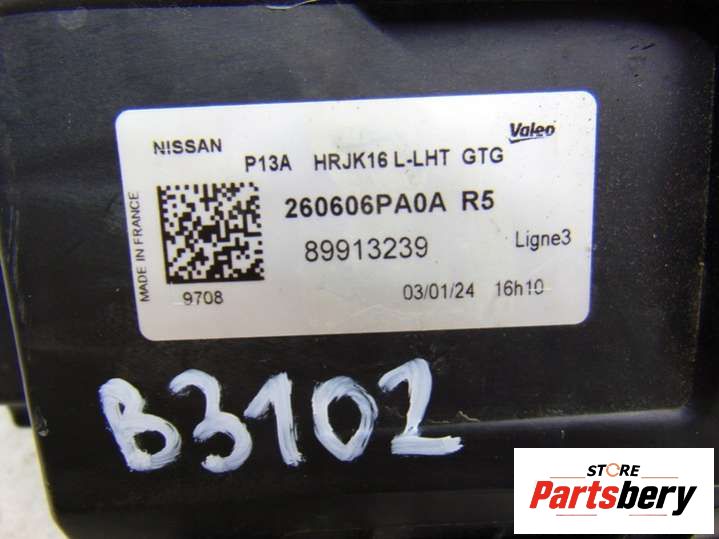 NISSAN
Valeo
P13A HRJK16 L-LHT GTG
260606PA0A R5
89913239
Ligne3
MADE IN FRANCE
9708
03/01/24 16h10
B3102
STORE
Partsbery